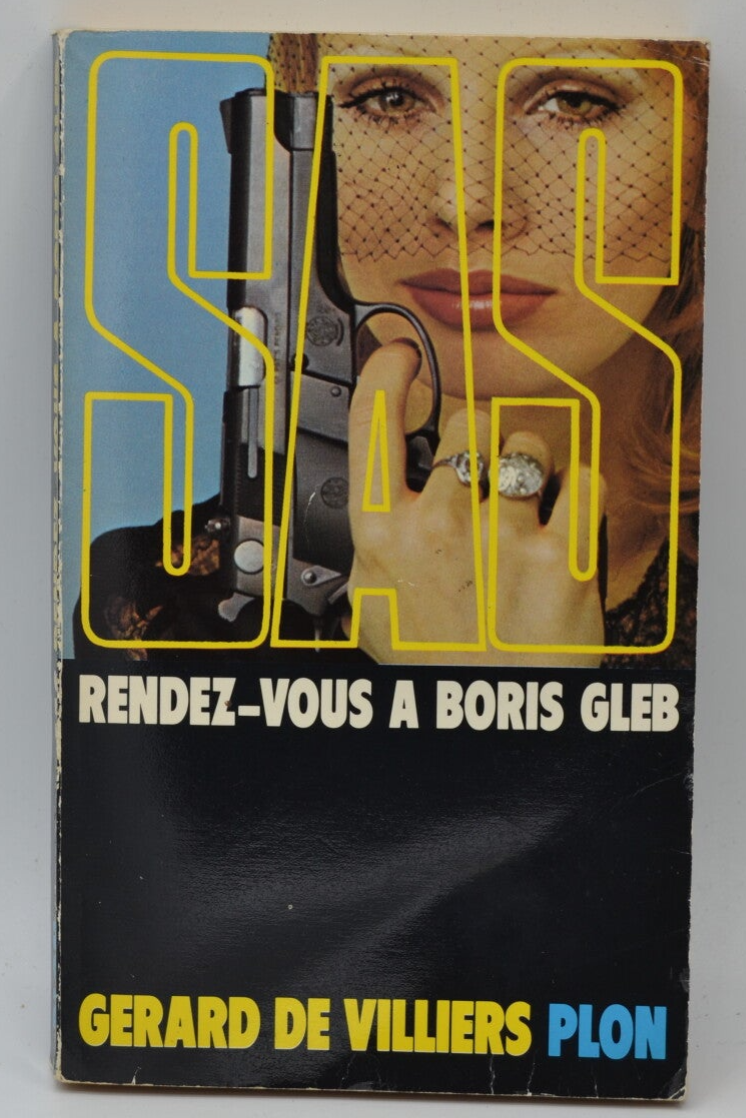 SAS
RENDEZ-VOUS A BORIS GLEB
GERARD DE VILLIERS PLON